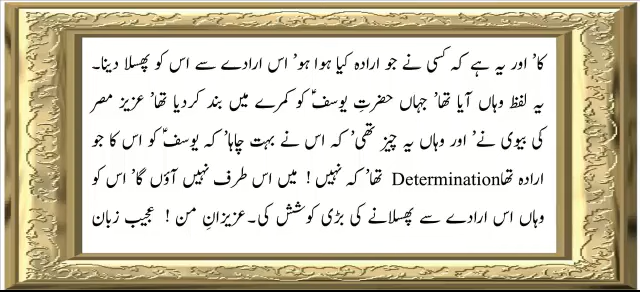 کا’ اور یہ ہے کہ کسی نے جو ارادہ کیا ہوا ہو’ اس ارادے سے اس کو پھسلا دینا۔
یہ لفظ وہاں آیا تھا’ جہاں حضرتِ یوسفؑ کو کمرے میں بند کردیا تھا’ عزیز مصر
کی بیوی نے’ اور وہاں یہ چیز تھی’ کہ اس نے بہت چاہا’ کہ یوسفؑ کو اس کا جو
ارادہ تھاDetermination تھا’ کہ نہیں! میں اس طرف نہیں آؤں گا’ اس کو
وہاں اس ارادے سے پھسلانے کی بڑی کوشش کی۔عزیزانِ من ! عجیب زبان